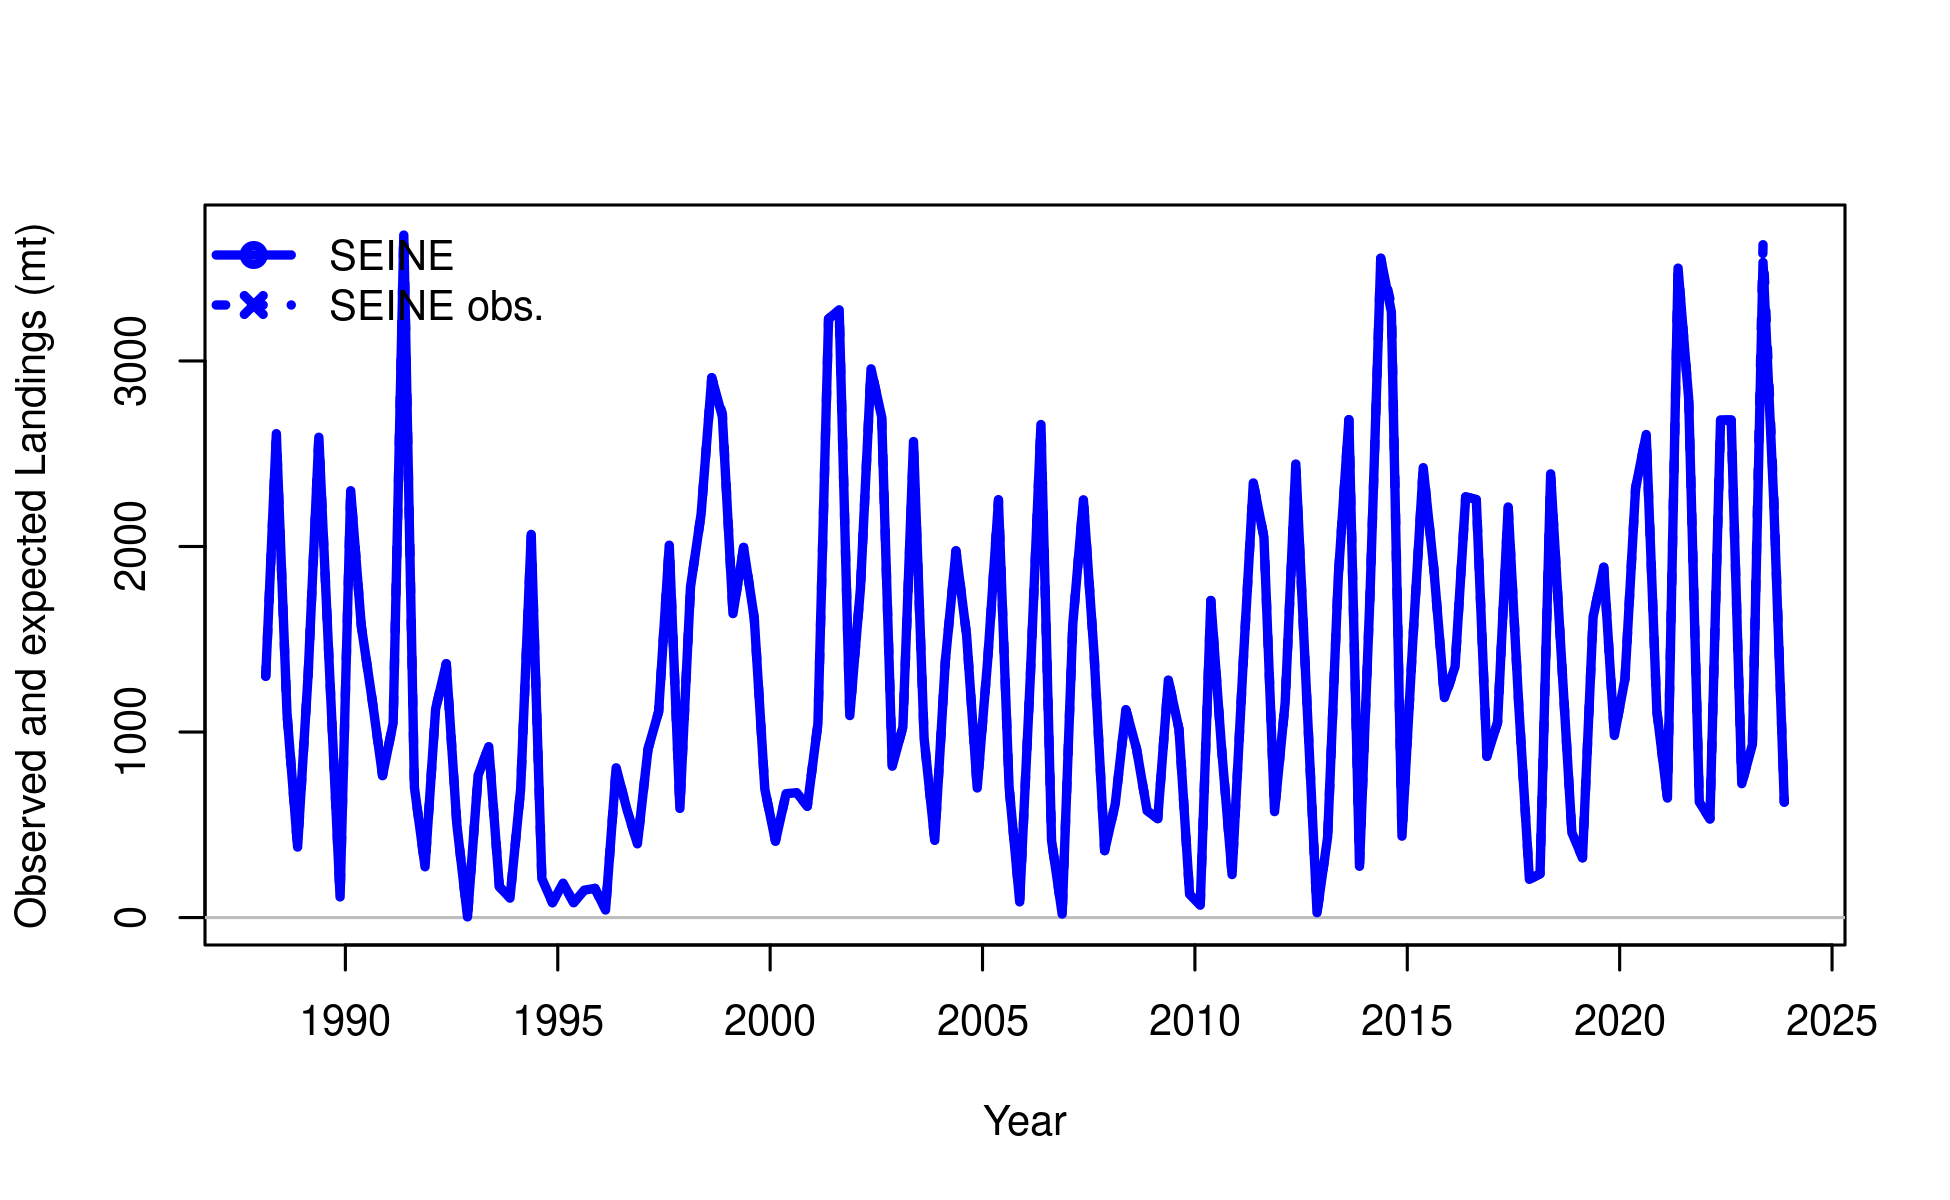 SEINE
SEINE obs.
Observed and expected Landings (mt)
3000
2000
1000
0
1990 1995 2000 2005 2010 2015 2020 2025
Year